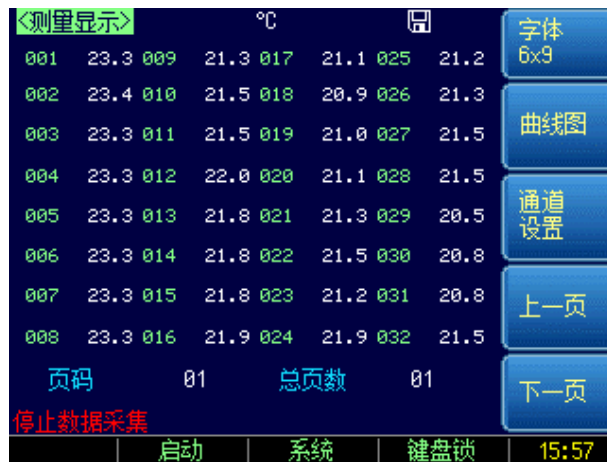 <测量显示> ℃
001 23.3 009 21.3 017 21.1 025 21.2
002 23.4 010 21.5 018 20.9 026 21.3
003 23.3 011 21.5 019 21.0 027 21.5
004 23.3 012 22.0 020 21.1 028 21.5
005 23.3 013 21.8 021 21.3 029 20.5
006 23.3 014 21.8 022 21.5 030 20.8
007 23.3 015 21.8 023 21.2 031 20.8
008 23.3 016 21.9 024 21.9 032 21.5
页码 01 总页数 01
停止数据采集
字体
6x9
曲线图
通道
设置
上一页
下一页
启动 系统 键盘锁 15:57